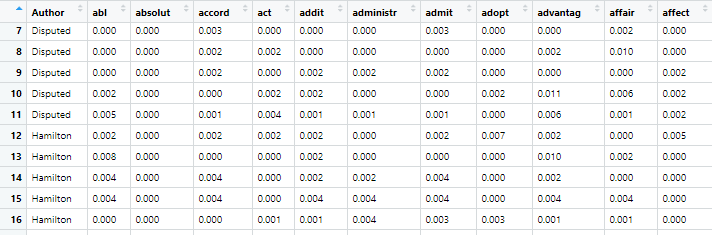 Author abl absolut accord act addit administr admit adopt advantag affair affect
7 Disputed 0.000 0.000 0.003 0.000 0.000 0.000 0.003 0.000 0.000 0.002 0.000
8 Disputed 0.000 0.000 0.002 0.002 0.000 0.000 0.000 0.000 0.002 0.010 0.000
9 Disputed 0.000 0.000 0.002 0.000 0.002 0.002 0.002 0.000 0.000 0.000 0.002
10 Disputed 0.002 0.000 0.000 0.002 0.002 0.000 0.000 0.002 0.011 0.006 0.002
11 Disputed 0.005 0.000 0.001 0.004 0.001 0.001 0.001 0.000 0.006 0.001 0.002
12 Hamilton 0.002 0.000 0.002 0.002 0.002 0.000 0.002 0.007 0.002 0.000 0.005
13 Hamilton 0.008 0.000 0.000 0.000 0.002 0.000 0.000 0.000 0.010 0.002 0.000
14 Hamilton 0.004 0.000 0.004 0.000 0.002 0.002 0.004 0.000 0.002 0.000 0.000
15 Hamilton 0.004 0.000 0.004 0.000 0.004 0.004 0.004 0.000 0.004 0.004 0.000
16 Hamilton 0.000 0.000 0.000 0.001 0.001 0.004 0.003 0.003 0.001 0.001 0.000